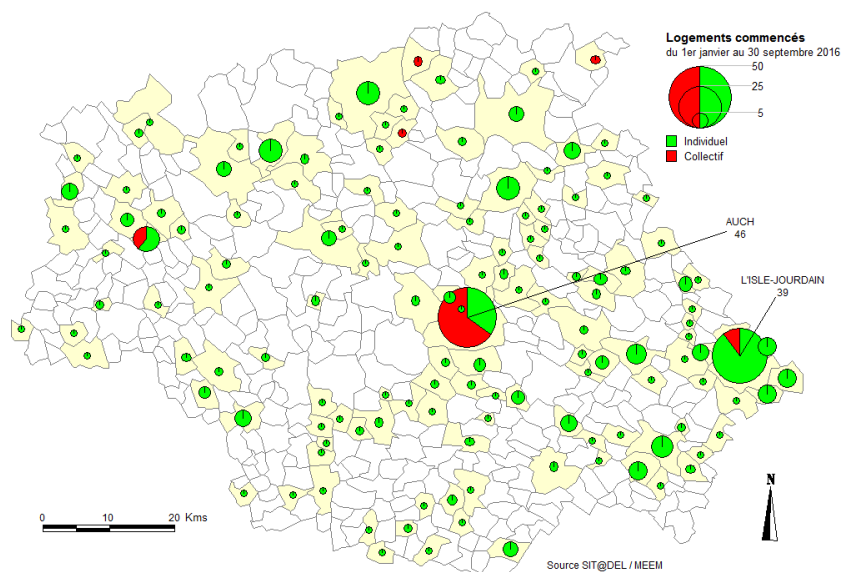 Logements commencés
du 1er janvier au 30 septembre 2016
50
25
5
Individuel
Collectif
AUCH
46
L'ISLE-JOURDAIN
39
N
0 10 20 Kms
Source SIT@DEL / MEEM